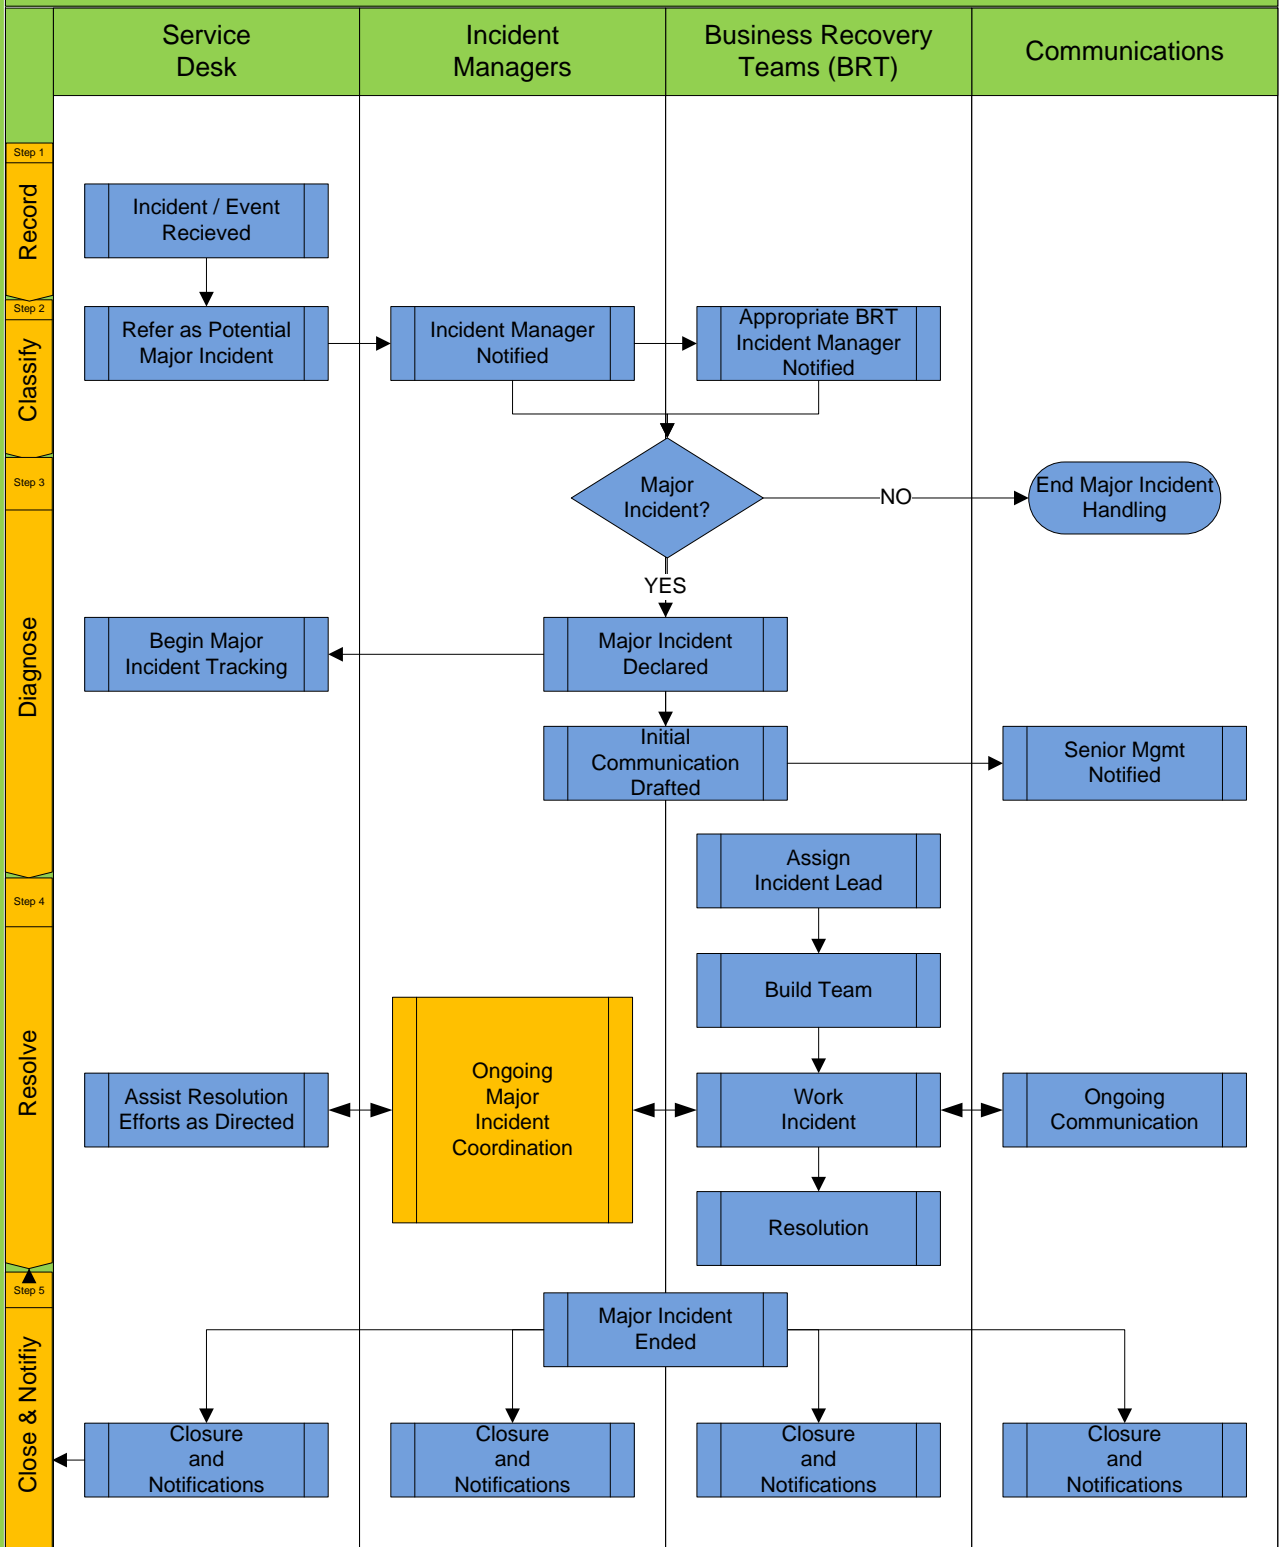 Service
Desk
Incident
Managers
Business Recovery
Teams (BRT)
Communications
Step 1
Record
Incident / Event
Recieved
Step 2
Classify
Refer as Potential
Major Incident
Incident Manager
Notified
Appropriate BRT
Incident Manager
Notified
Step 3
Diagnose
Major
Incident?
NO
End Major Incident
Handling
YES
Begin Major
Incident Tracking
Major Incident
Declared
Initial
Communication
Drafted
Senior Mgmt
Notified
Assign
Incident Lead
Step 4
Resolve
Build Team
Assist Resolution
Efforts as Directed
Ongoing
Major
Incident
Coordination
Work
Incident
Ongoing
Communication
Resolution
Step 5
Close & Notifiy
Major Incident
Ended
Closure
and
Notifications
Closure
and
Notifications
Closure
and
Notifications
Closure
and
Notifications